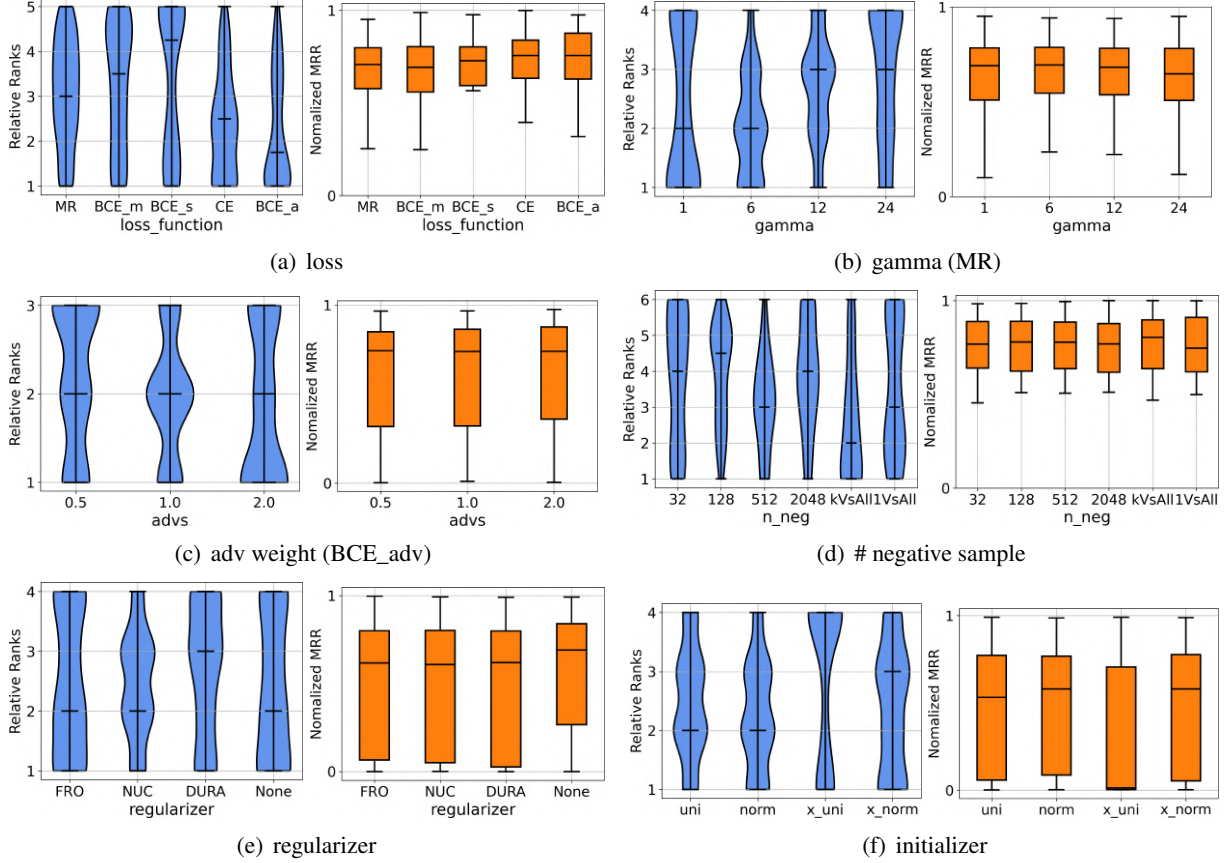 5
4
3
2
1
Relative Ranks
MR BCE_m BCE_s CE BCE_a
loss_function
1
0
Nomalized MRR
MR BCE_m BCE_s CE BCE_a
loss_function
(a) loss
4
3
2
1
Relative Ranks
1 6 12 24
gamma
1
0
Nomalized MRR
1 6 12 24
gamma
(b) gamma (MR)
3
2
1
Relative Ranks
0.5 1.0 2.0
advs
1
0
Nomalized MRR
0.5 1.0 2.0
advs
(c) adv weight (BCE_adv)
6
5
4
3
2
1
Relative Ranks
32 128 512 2048 kVsAll 1VsAll
n_neg
1
0
Nomalized MRR
32 128 512 2048 kVsAll 1VsAll
n_neg
(d) # negative sample
4
3
2
1
Relative Ranks
FRO NUC DURA None
regularizer
1
0
Nomalized MRR
FRO NUC DURA None
regularizer
(e) regularizer
4
3
2
1
Relative Ranks
uni norm x_uni x_norm
1
0
Nomalized MRR
uni norm x_uni x_norm
(f) initializer